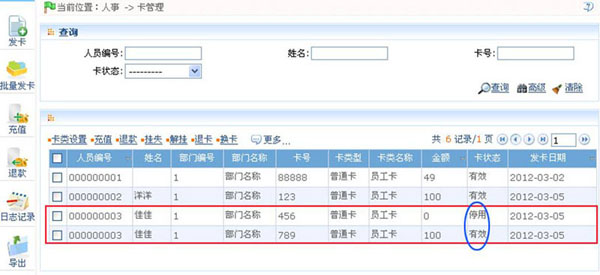 当前位置：人事 -> 卡管理
发卡
批量发卡
充值
退款
日志记录
导出
查询
人员编号： 姓名： 卡号：
卡状态： ---------
查询 高级 清除
卡类设置 充值 退款 挂失 解挂 退卡 换卡 更多... 共 6 记录/1 页 1
人员编号 姓名 部门编号 部门名称 卡号 卡类型 卡类名称 金额 卡状态 发卡日期
000000001 1 部门名称 88888 普通卡 员工卡 49 有效 2012-03-02
000000002 洋洋 1 部门名称 123 普通卡 员工卡 100 有效 2012-03-05
000000003 佳佳 1 部门名称 456 普通卡 员工卡 0 停用 2012-03-05
000000003 佳佳 1 部门名称 789 普通卡 员工卡 100 有效 2012-03-05